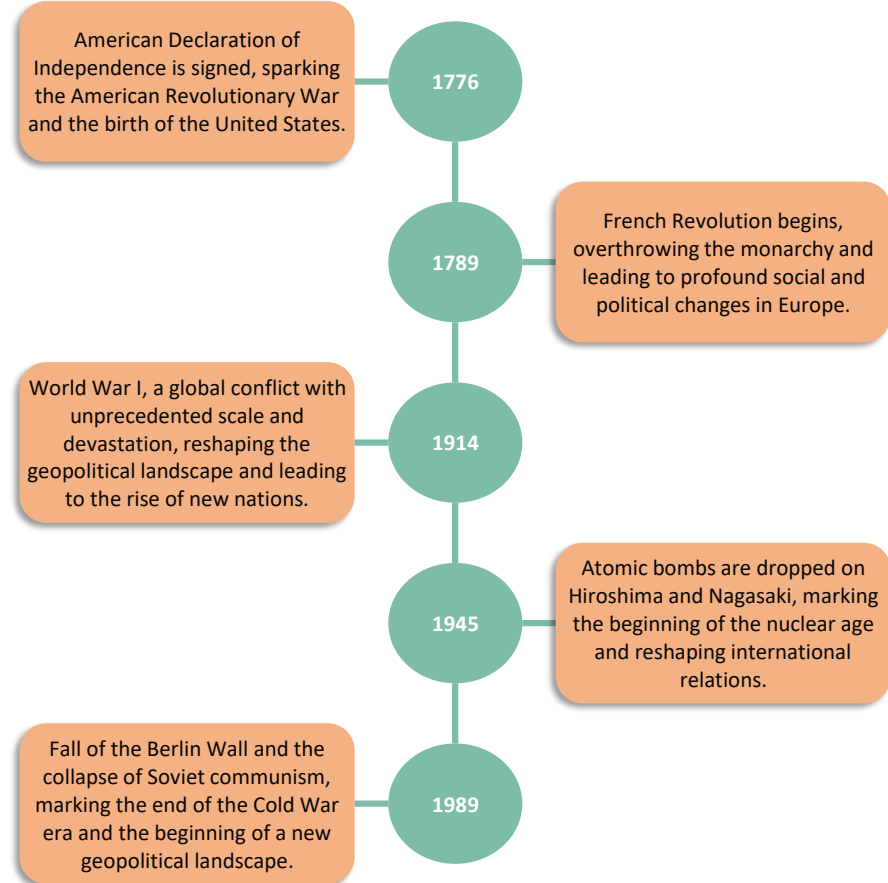 American Declaration of
Independence is signed, sparking
the American Revolutionary War
and the birth of the United States.
1776
1789
French Revolution begins,
overthrowing the monarchy and
leading to profound social and
political changes in Europe.
World War I, a global conflict with
unprecedented scale and
devastation, reshaping the
geopolitical landscape and leading
to the rise of new nations.
1914
1945
Atomic bombs are dropped on
Hiroshima and Nagasaki, marking
the beginning of the nuclear age
and reshaping international
relations.
Fall of the Berlin Wall and the
collapse of Soviet communism,
marking the end of the Cold War
era and the beginning of a new
geopolitical landscape.
1989